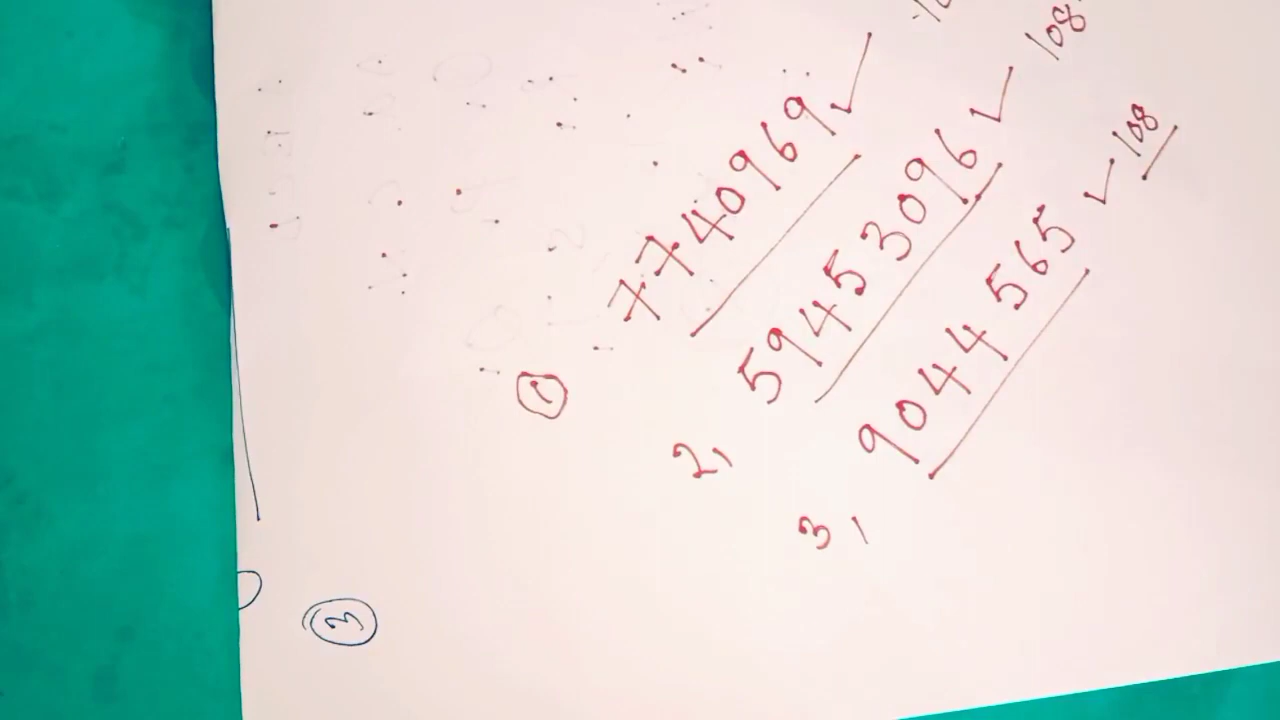 ① 7740969 ✓
2, 59453096 ✓ 108
3, 9044565 ✓ 108
③